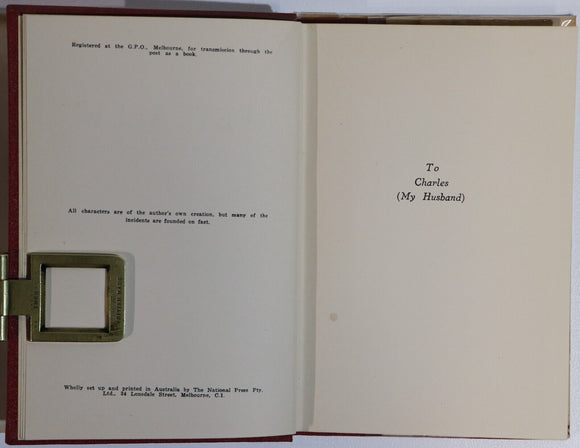 Registered at the G.P.O., Melbourne, for transmission through the
post as a book.
All characters are of the author's own creation, but many of the
incidents are founded on fact.
Wholly set up and printed in Australia by The National Press Pty.
Ltd., 34 Lonsdale Street, Melbourne, C.1.
To
Charles
(My Husband)